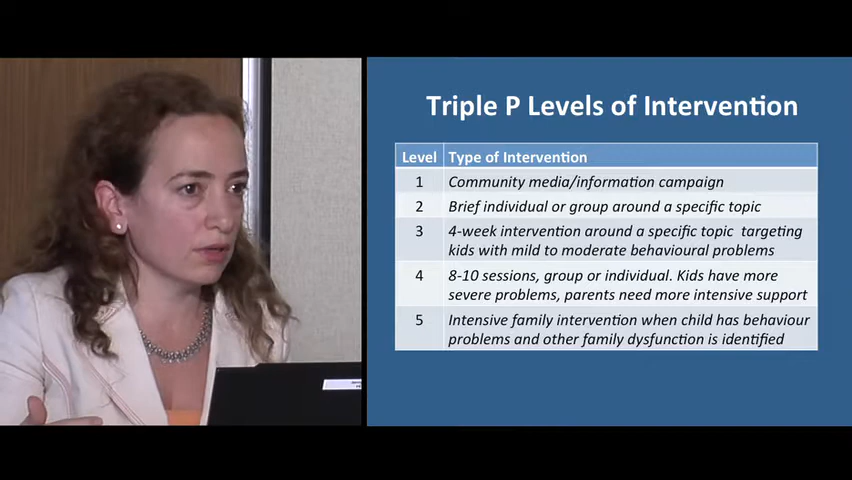 Triple P Levels of Intervention
Level Type of Intervention
1 Community media/information campaign
2 Brief individual or group around a specific topic
3 4-week intervention around a specific topic targeting
kids with mild to moderate behavioural problems
4 8-10 sessions, group or individual. Kids have more
severe problems, parents need more intensive support
5 Intensive family intervention when child has behaviour
problems and other family dysfunction is identified